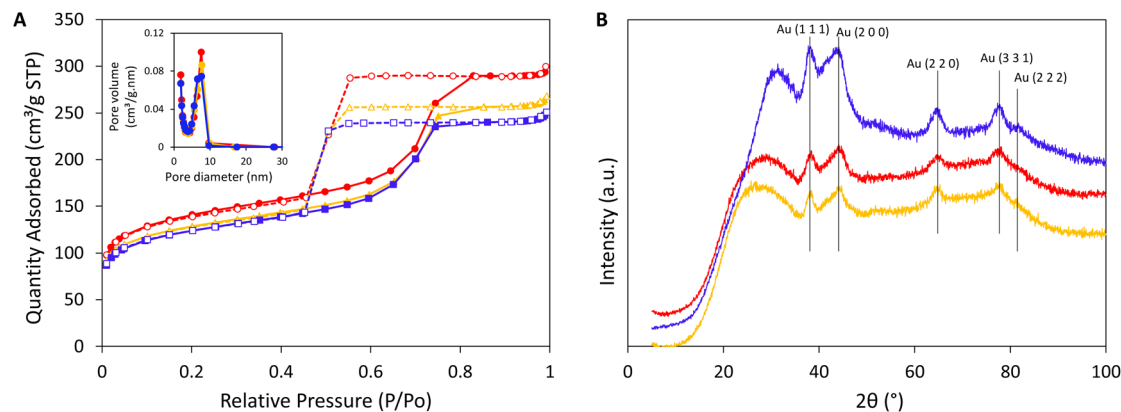 A
Quantity Adsorbed (cm³/g STP)
350
300
250
200
150
100
50
0
0
0.2
0.4
0.6
0.8
1
Relative Pressure (P/Po)
Pore volume
(cm³/g.nm)
0.12
0.08
0.04
0
0
10
20
30
Pore diameter (nm)
B
Intensity (a.u.)
Au (1 1 1)
Au (2 0 0)
Au (2 2 0)
Au (3 3 1)
Au (2 2 2)
0
20
40
60
80
100
2θ (°)